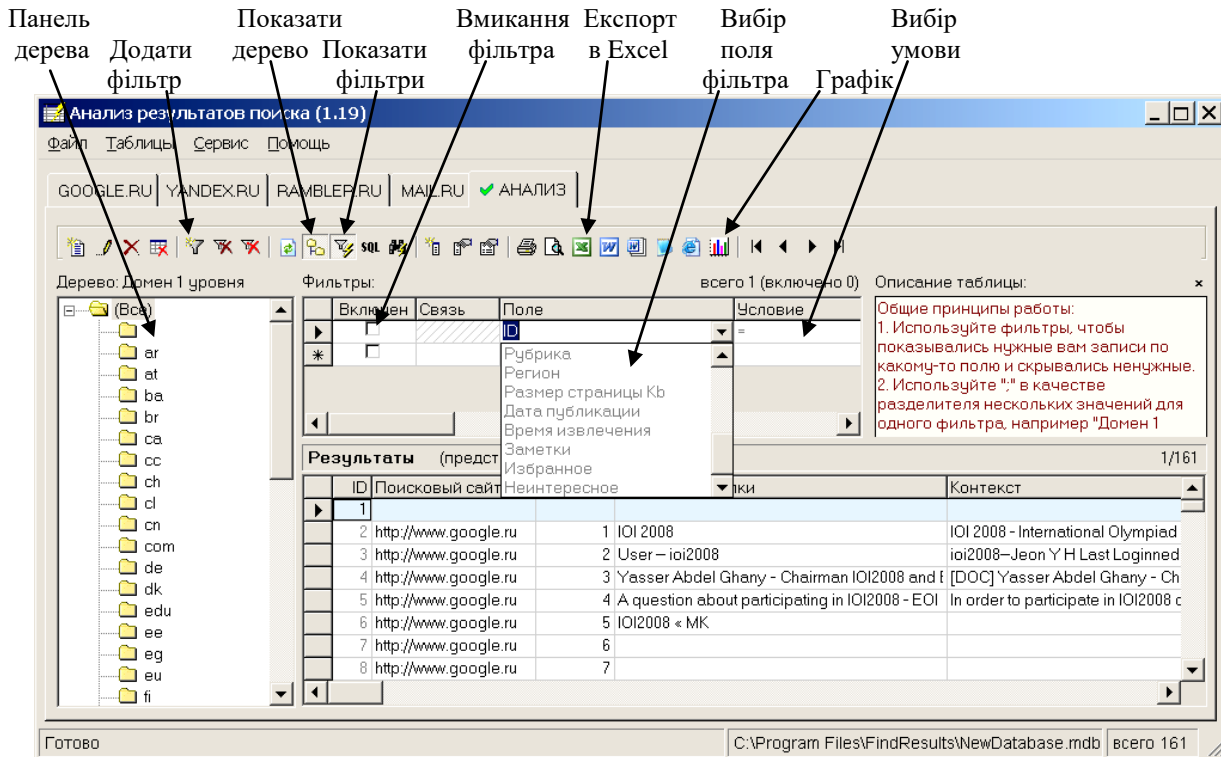 Панель дерева
Додати фільтр
Показати дерево
Показати фільтри
Вмикання фільтра
Експорт в Excel
Вибір поля фільтра
Графік
Вибір умови
Анализ результатов поиска (1.19)
Файл Таблицы Сервис Помощь
GOOGLE.RU YANDEX.RU RAMBLER.RU MAIL.RU АНАЛИЗ
SQL
Дерево: Домен 1 уровня
(Все)
ar
at
ba
br
ca
cc
ch
cl
cn
com
de
dk
edu
ee
eg
eu
fi
Фильтры: всего 1 (включено 0)
Включен Связь Поле Условие
ID =
Рубрика
Регион
Размер страницы Kb
Дата публикации
Время извлечения
Заметки
Избранное
Неинтересное
Описание таблицы:
Общие принципы работы:
1. Используйте фильтры, чтобы
показывались нужные вам записи по
какому-то полю и скрывались ненужные.
2. Используйте ";" в качестве
разделителя нескольких значений для
одного фильтра, например "Домен 1
Результаты (предст 1/161
ID Поисковый сайт лки Контекст
1
2 http://www.google.ru 1 IOI 2008 IOI 2008 - International Olympiad
3 http://www.google.ru 2 User – ioi2008 ioi2008—Jeon Y H Last Loginned
4 http://www.google.ru 3 Yasser Abdel Ghany - Chairman IOI2008 and [DOC] Yasser Abdel Ghany - Ch
5 http://www.google.ru 4 A question about participating in IOI2008 - EOI In order to participate in IOI2008
6 http://www.google.ru 5 IOI2008 « MK
7 http://www.google.ru 6
8 http://www.google.ru 7
Готово C:\Program Files\FindResults\NewDatabase.mdb всего 161